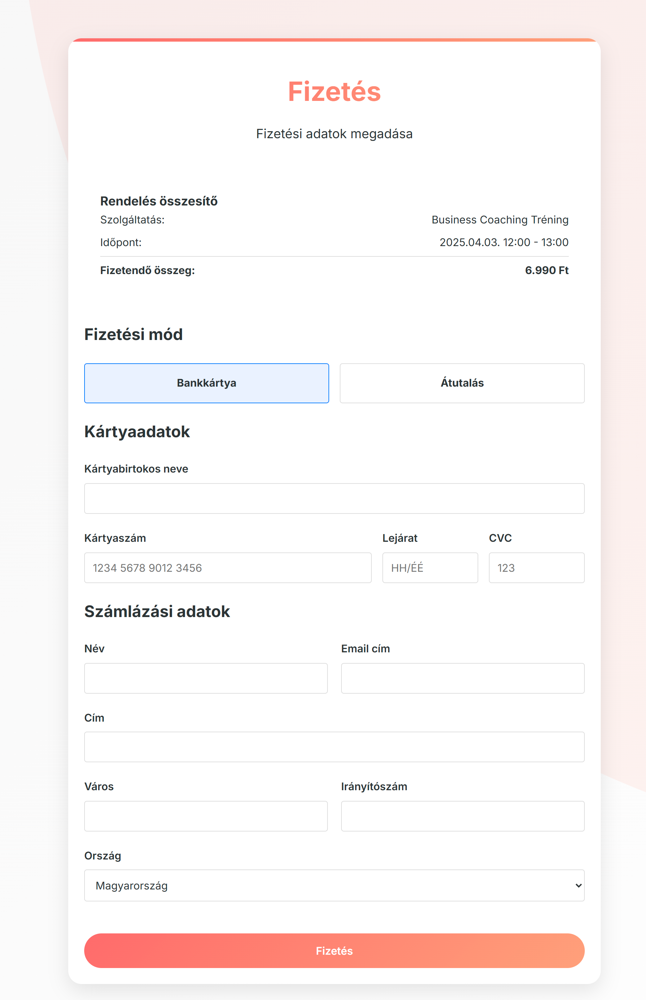 Fizetés
Fizetési adatok megadása
Rendelés összesítő
Szolgáltatás: Business Coaching Tréning
Időpont: 2025.04.03. 12:00 - 13:00
Fizetendő összeg: 6.990 Ft
Fizetési mód
Bankkártya Átutalás
Kártyaadatok
Kártyabirtokos neve
Kártyaszám Lejárat CVC
1234 5678 9012 3456 HH/ÉÉ 123
Számlázási adatok
Név Email cím
Cím
Város Irányítószám
Ország
Magyarország
Fizetés